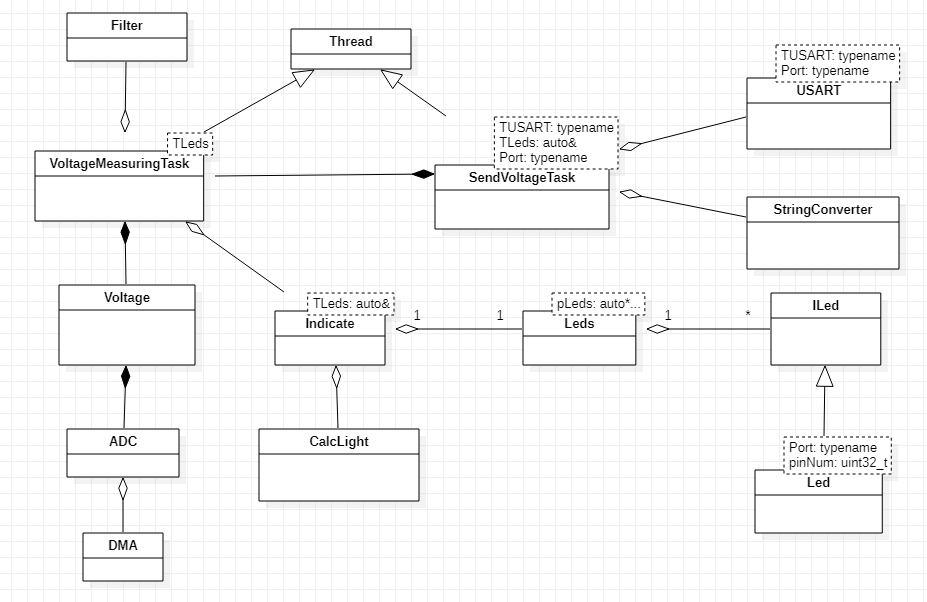 Filter
Thread
TUSART: typename
Port: typename
USART
TLeds
VoltageMeasuringTask
TUSART: typename
TLeds: auto&
Port: typename
SendVoltageTask
StringConverter
Voltage
TLeds: auto&
Indicate
1
1
pLeds: auto*...
Leds
1
*
ILed
ADC
CalcLight
Port: typename
pinNum: uint32_t
Led
DMA